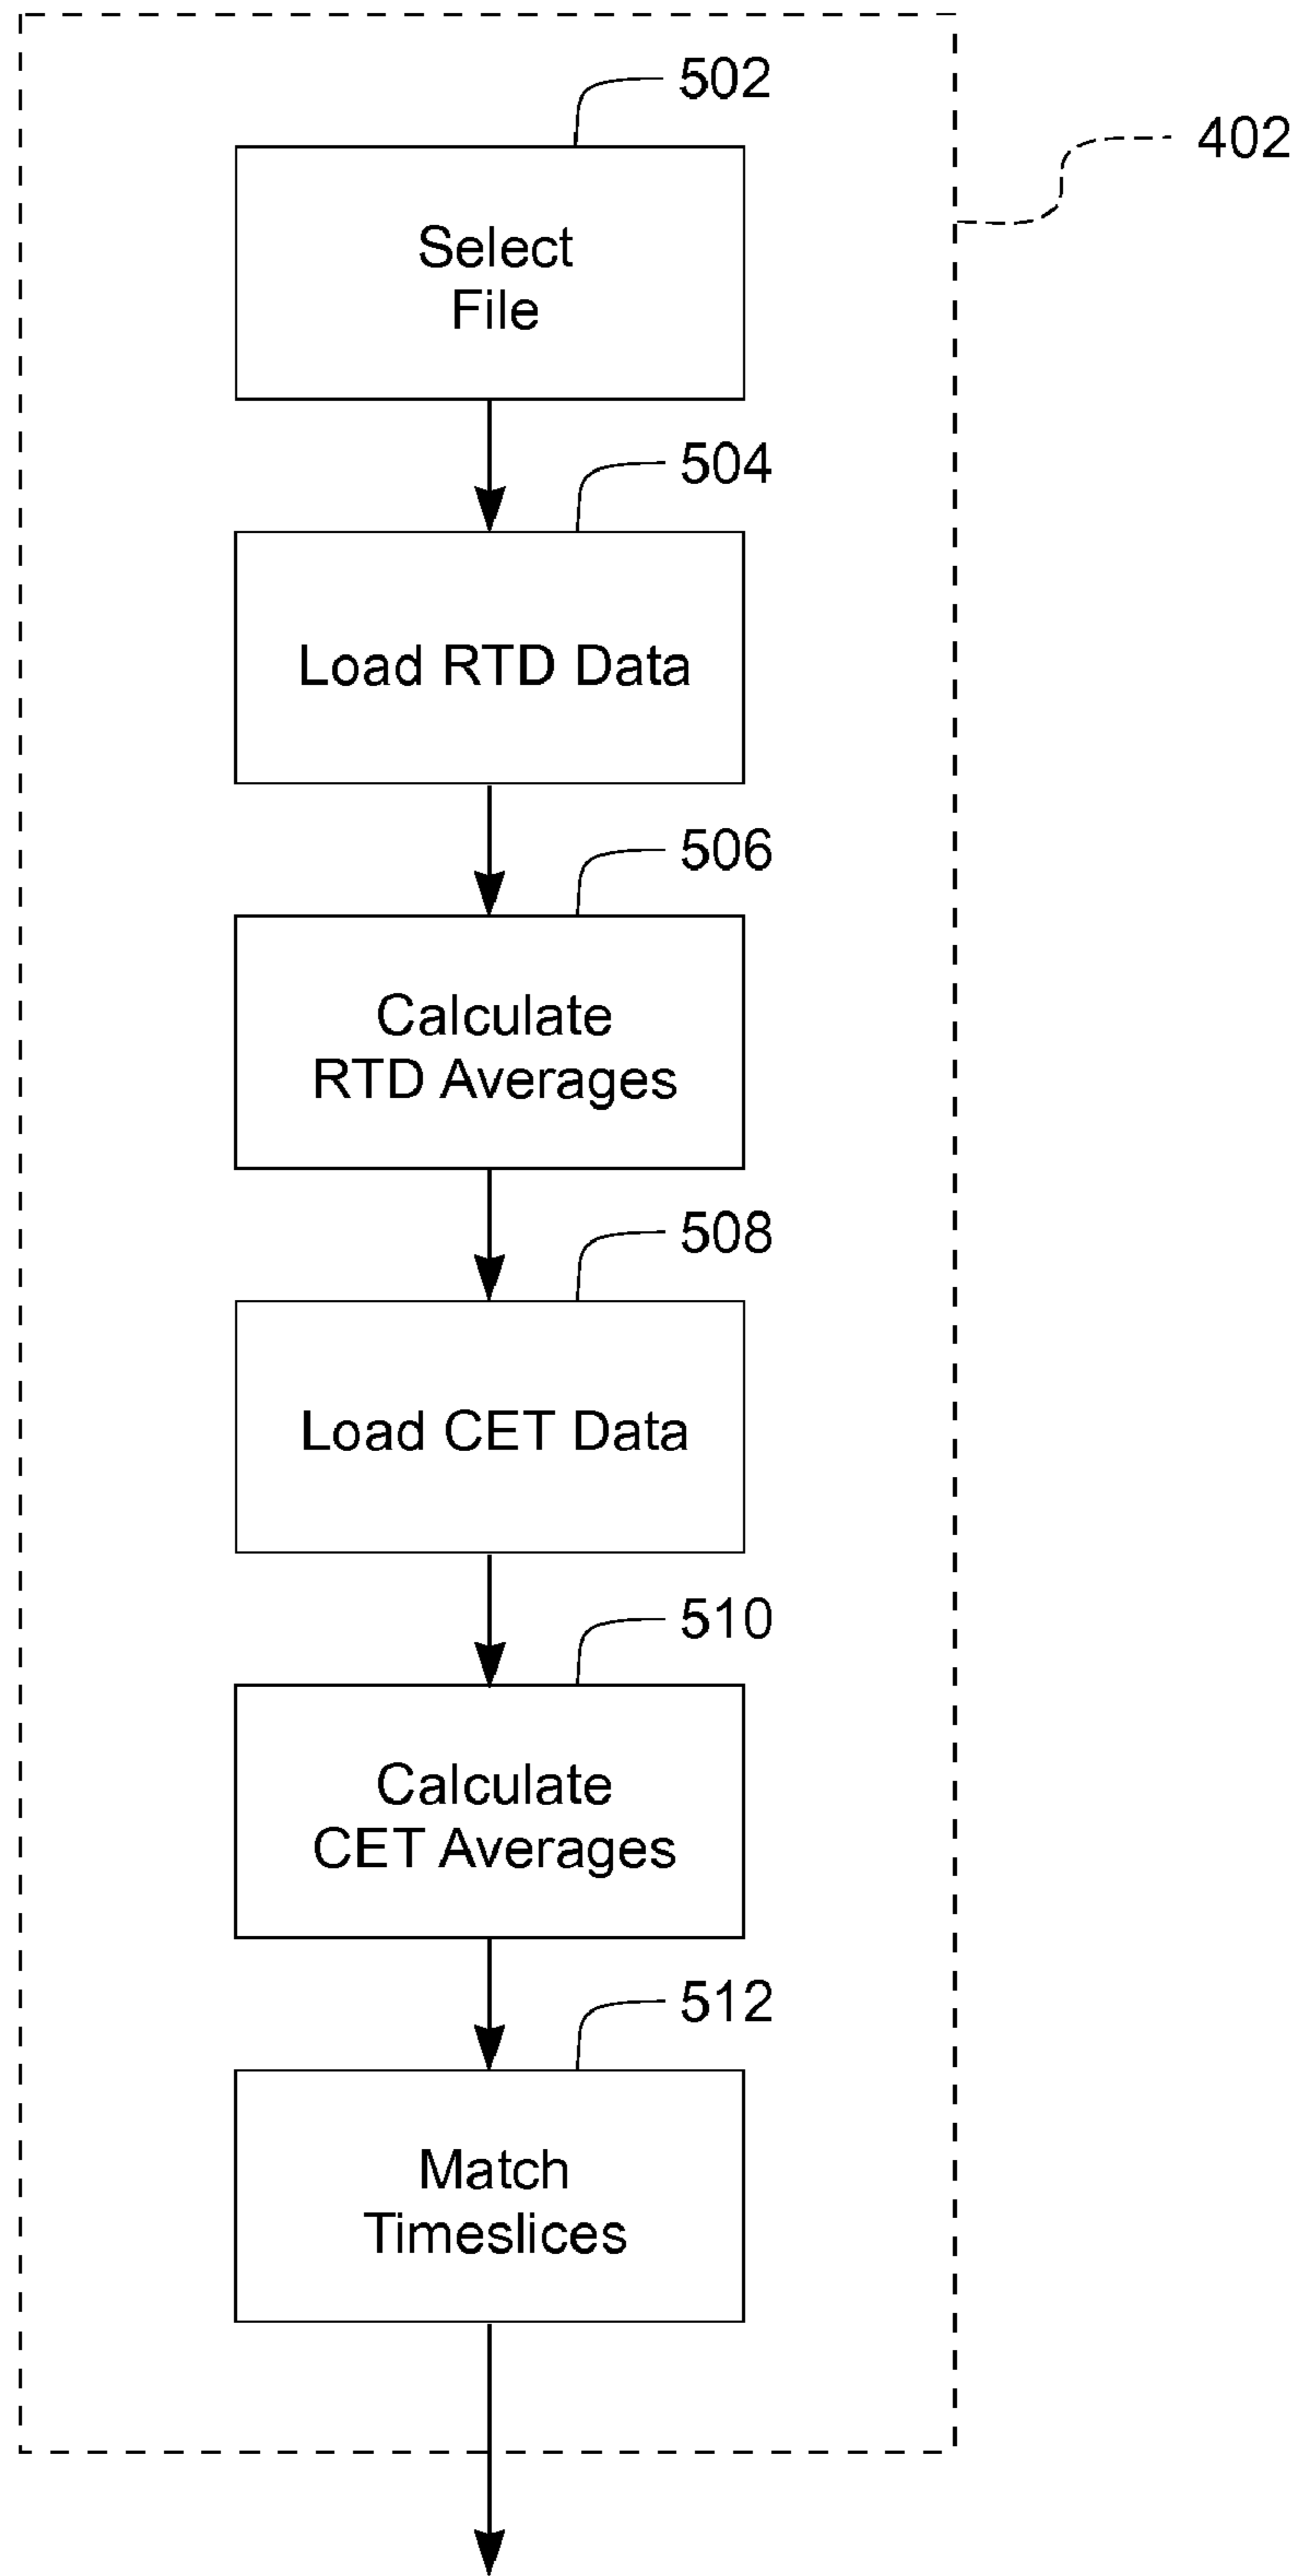 502
402
Select
File
504
Load RTD Data
506
Calculate
RTD Averages
508
Load CET Data
510
Calculate
CET Averages
512
Match
Timeslices